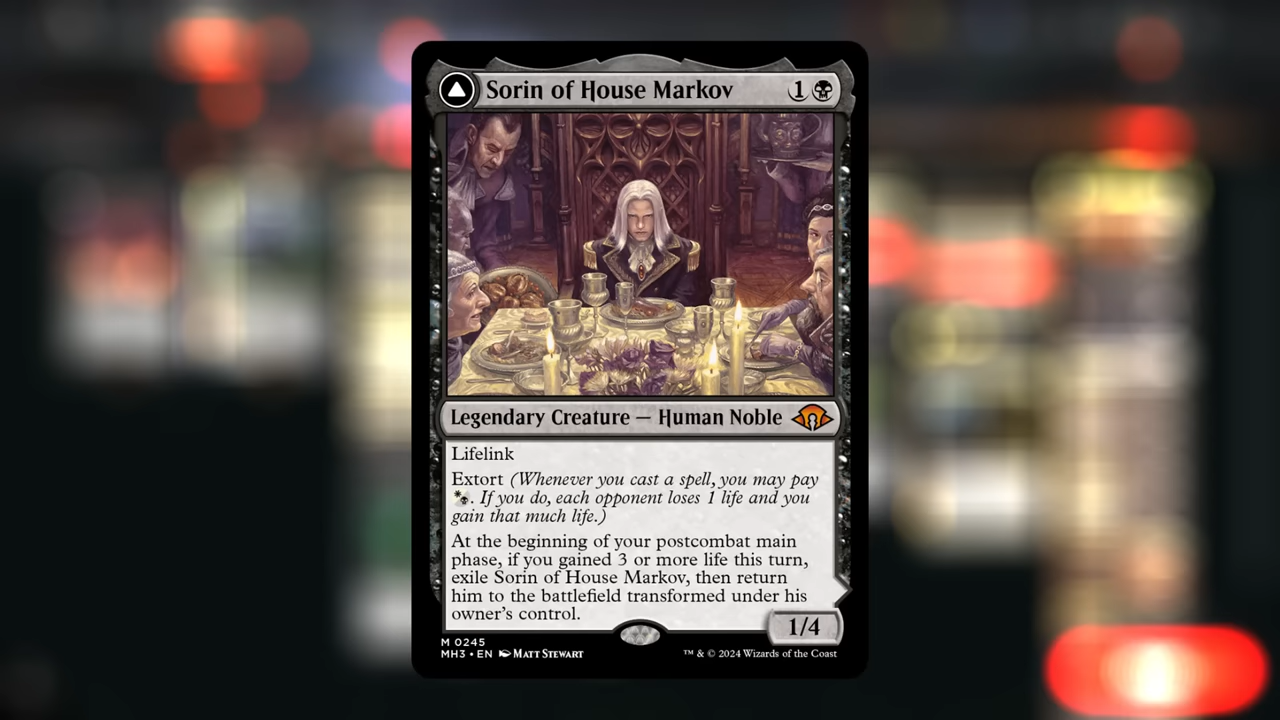 Sorin of House Markov 1
Legendary Creature — Human Noble
Lifelink
Extort (Whenever you cast a spell, you may pay
. If you do, each opponent loses 1 life and you
gain that much life.)
At the beginning of your postcombat main
phase, if you gained 3 or more life this turn,
exile Sorin of House Markov, then return
him to the battlefield transformed under his
owner's control.
1/4
M 0245
MH3 • EN MATT STEWART ™ & © 2024 Wizards of the Coast